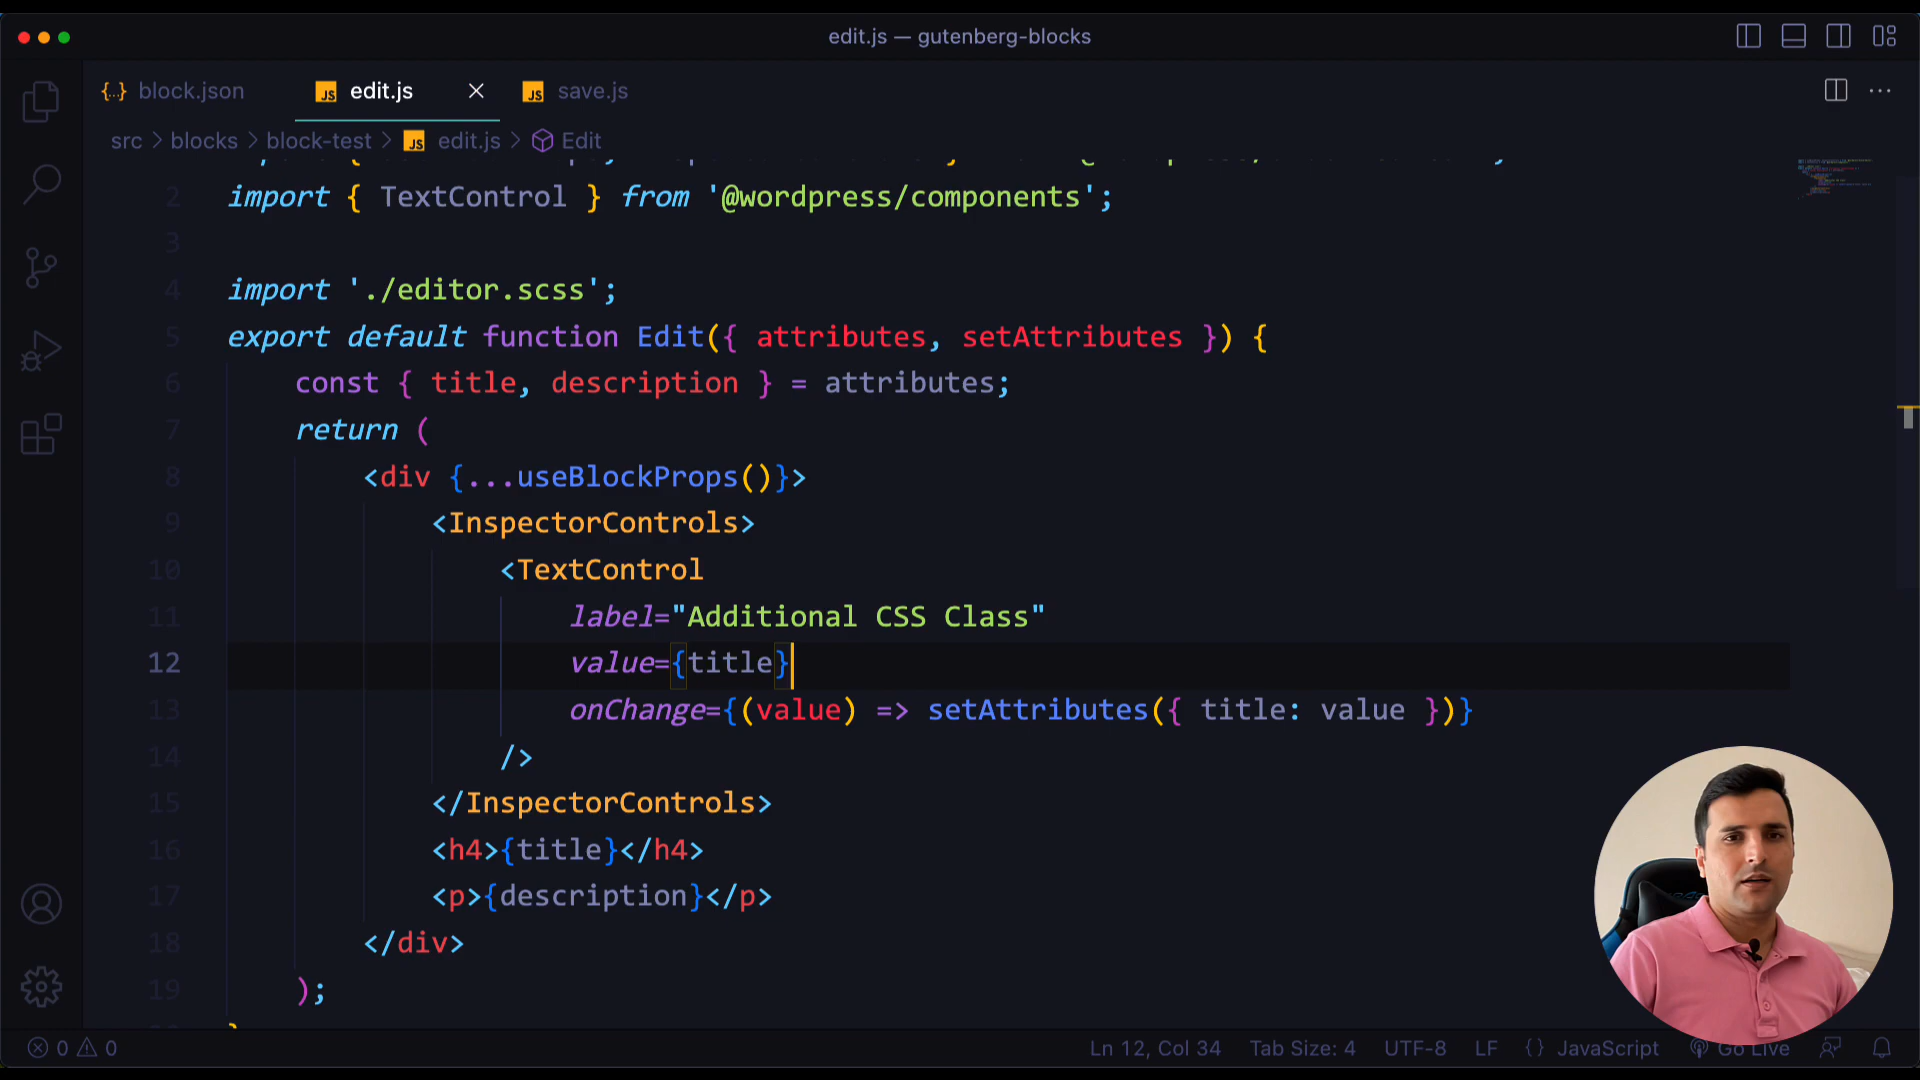 edit.js — gutenberg-blocks
{..} block.json
JS edit.js
JS save.js
src > blocks > block-test > JS edit.js > Edit
2 import { TextControl } from '@wordpress/components';
3
4 import './editor.scss';
5 export default function Edit({ attributes, setAttributes }) {
6 const { title, description } = attributes;
7 return (
8 <div {...useBlockProps()}>
9 <InspectorControls>
10 <TextControl
11 label="Additional CSS Class"
12 value={title}
13 onChange={(value) => setAttributes({ title: value })}
14 />
15 </InspectorControls>
16 <h4>{title}</h4>
17 <p>{description}</p>
18 </div>
19 );
0 0
Ln 12, Col 34 Tab Size: 4 UTF-8 LF {} JavaScript Go Live